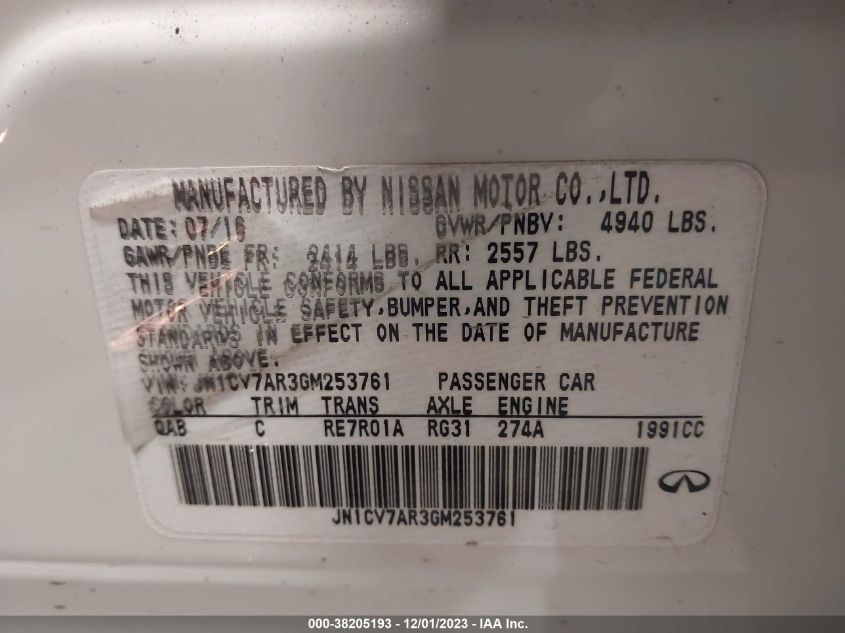 MANUFACTURED BY NISSAN MOTOR CO.,LTD.
DATE: 07/16 GVWR/PNBV: 4940 LBS.
GAWR/PNBE FR: 2414 LBS. RR: 2557 LBS.
THIS VEHICLE CONFORMS TO ALL APPLICABLE FEDERAL
MOTOR VEHICLE SAFETY,BUMPER,AND THEFT PREVENTION
STANDARDS IN EFFECT ON THE DATE OF MANUFACTURE
SHOWN ABOVE.
VIN: JN1CV7AR3GM253761 PASSENGER CAR
COLOR TRIM TRANS AXLE ENGINE
QAB C RE7R01A RG31 274A 1991CC
JN1CV7AR3GM253761
000-38205193 - 12/01/2023 - IAA Inc.